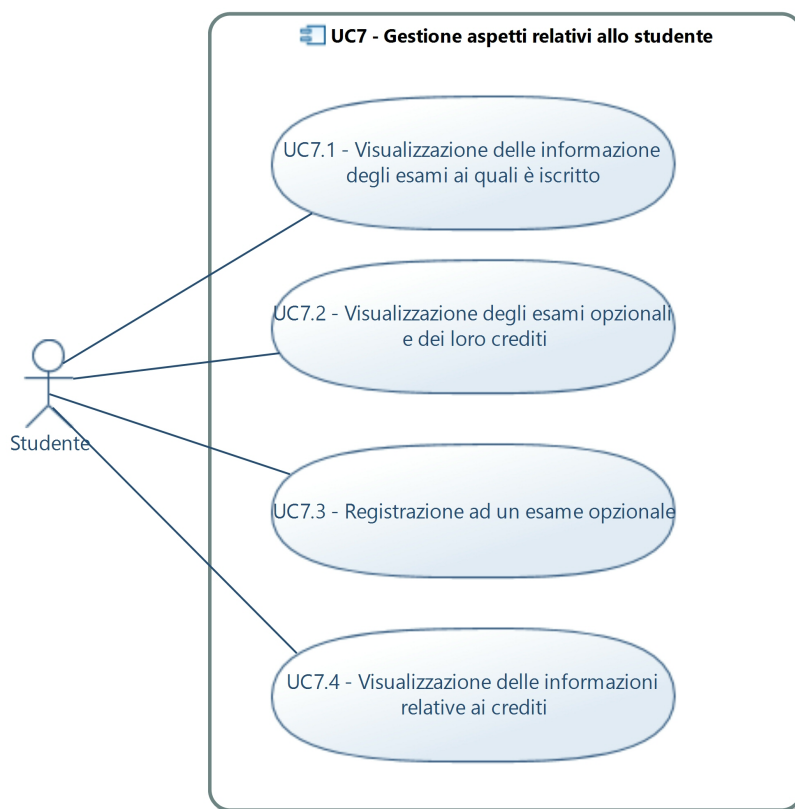 UC7 - Gestione aspetti relativi allo studente
UC7.1 - Visualizzazione delle informazione
degli esami ai quali è iscritto
UC7.2 - Visualizzazione degli esami opzionali
e dei loro crediti
Studente
UC7.3 - Registrazione ad un esame opzionale
UC7.4 - Visualizzazione delle informazioni
relative ai crediti